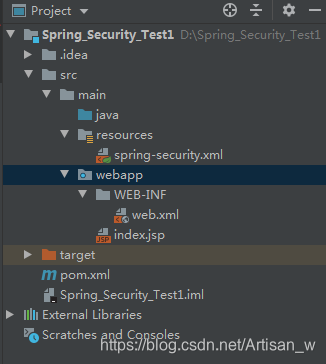 Project
Spring_Security_Test1 D:\Spring_Security_Test1
.idea
src
main
java
resources
spring-security.xml
webapp
WEB-INF
web.xml
index.jsp
target
pom.xml
Spring_Security_Test1.iml
External Libraries
Scratches and Consoles
https://blog.csdn.net/Artisan_w